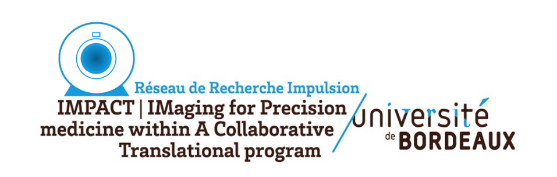 Réseau de Recherche Impulsion
IMPACT | IMaging for Precision
medicine within A Collaborative
Translational program
université
de BORDEAUX